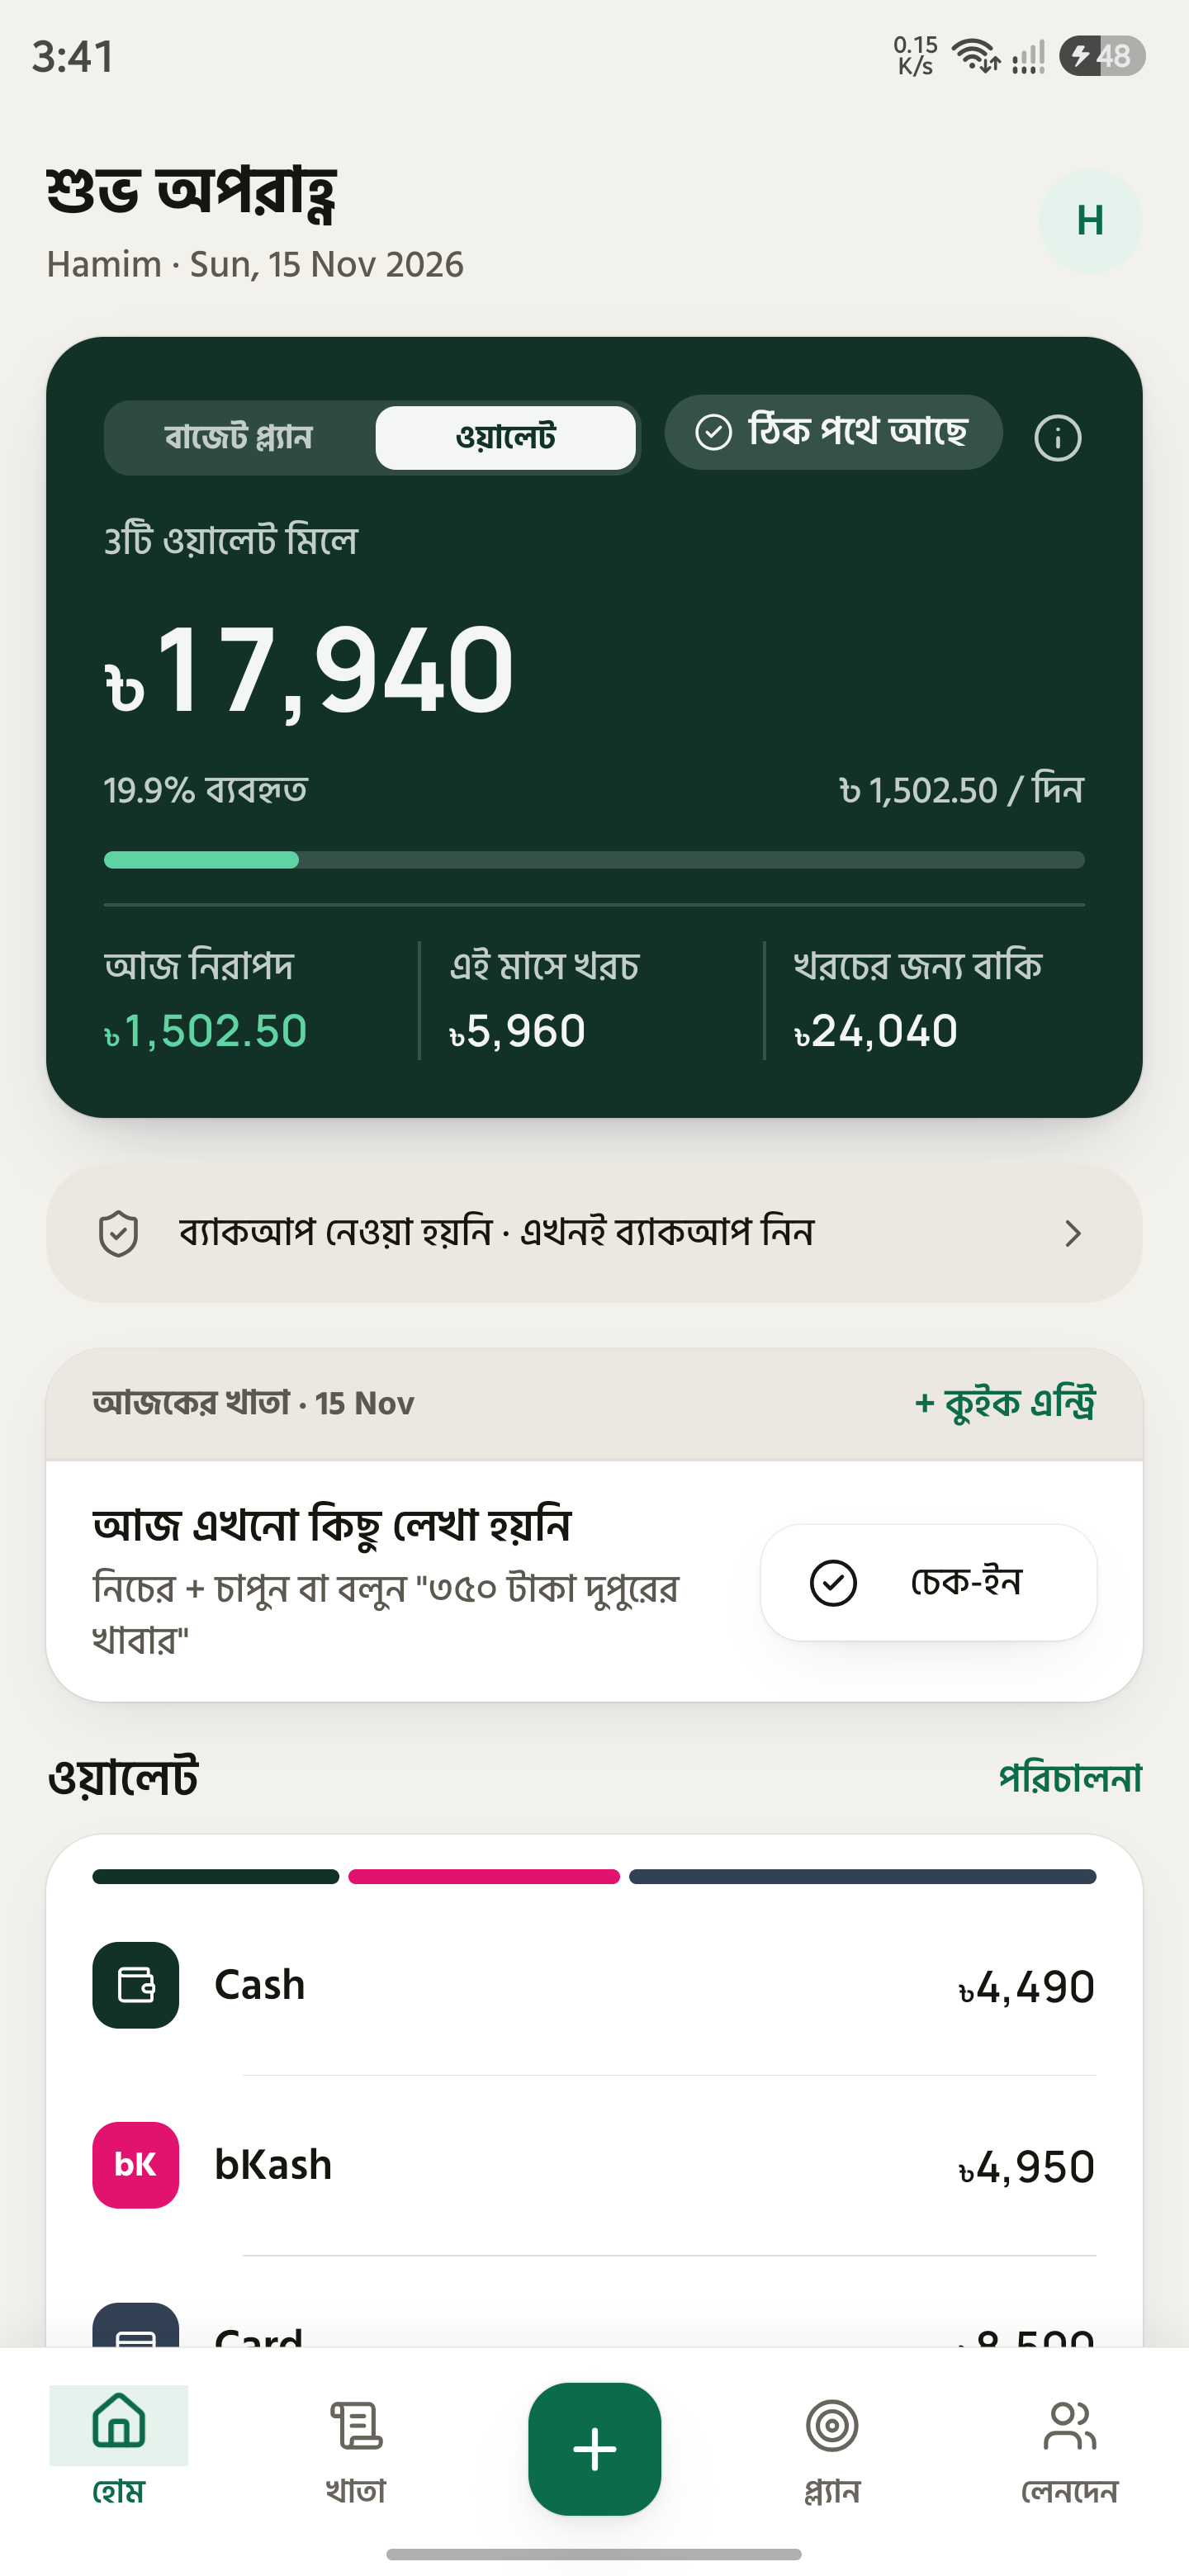 3:41
0.15 K/s
48
শুভ অপরাহ্ণ
Hamim · Sun, 15 Nov 2026
H
বাজেট প্ল্যান
ওয়ালেট
ঠিক পথে আছে
3টি ওয়ালেট মিলে
৳17,940
19.9% ব্যবহৃত
৳ 1,502.50 / দিন
আজ নিরাপদ
এই মাসে খরচ
খরচের জন্য বাকি
৳1,502.50
৳5,960
৳24,040
ব্যাকআপ নেওয়া হয়নি · এখনই ব্যাকআপ নিন
আজকের খাতা · 15 Nov
+ কুইক এন্ট্রি
আজ এখনো কিছু লেখা হয়নি
নিচের + চাপুন বা বলুন "৩৫০ টাকা দুপুরের
খাবার"
চেক-ইন
ওয়ালেট
পরিচালনা
Cash
৳4,490
bK
bKash
৳4,950
Card
৳8,500
হোম
খাতা
প্ল্যান
লেনদেন